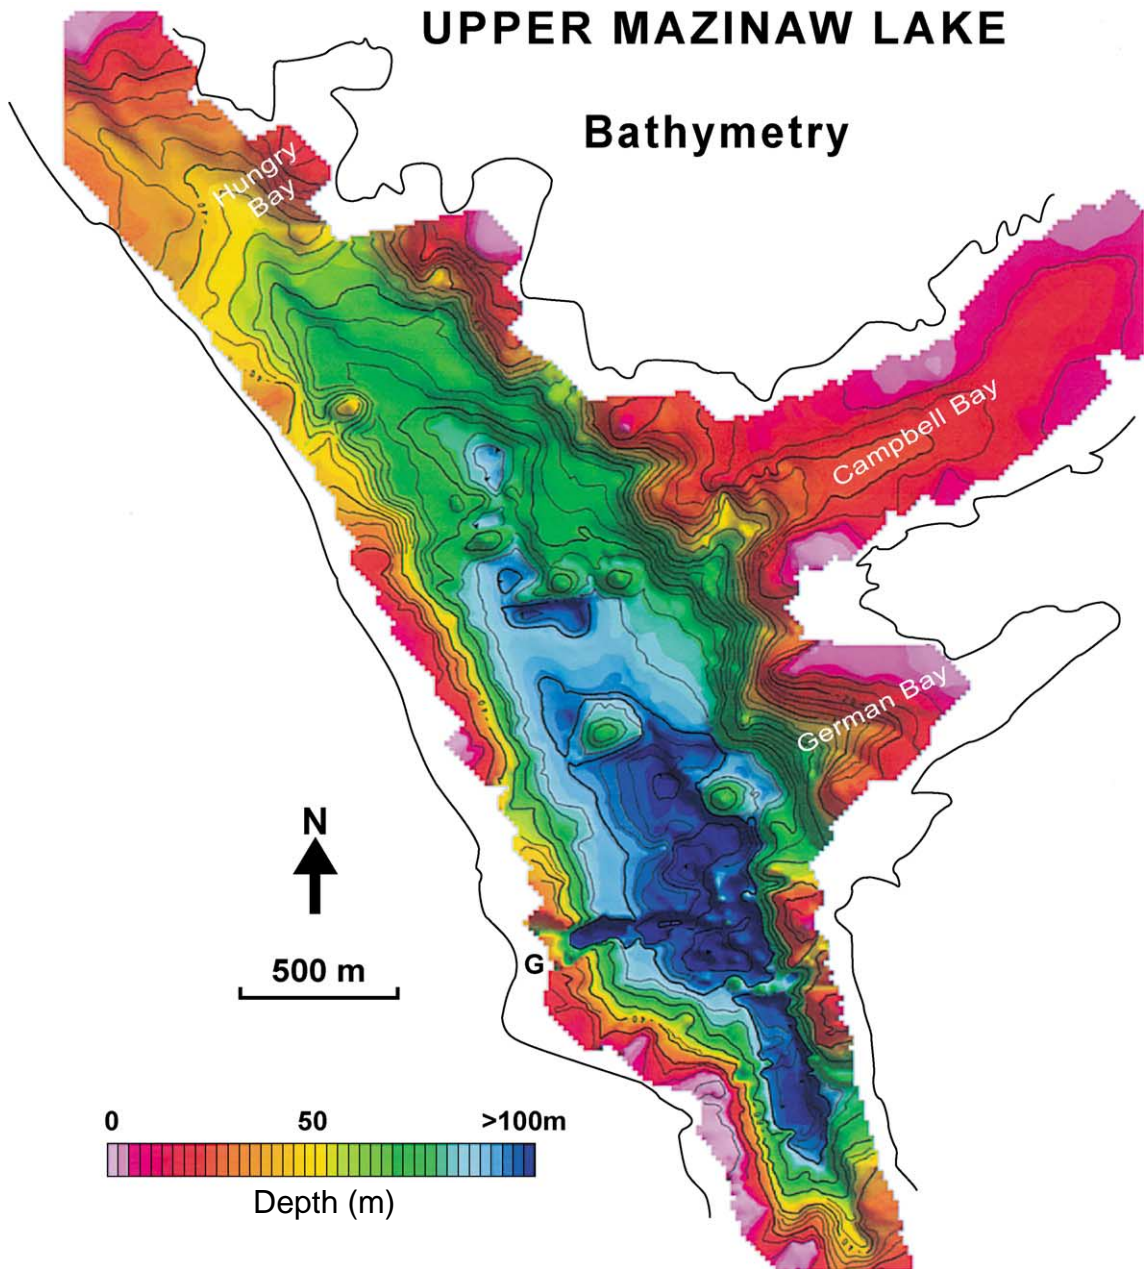 UPPER MAZINAW LAKE
Bathymetry
Hungry
Bay
Campbell Bay
German Bay
N
500 m
G
0 50 >100m
Depth (m)